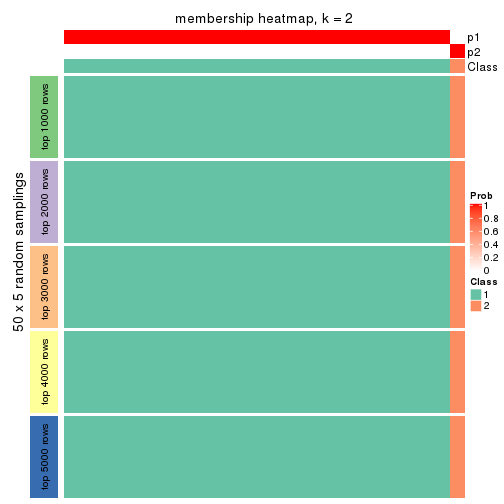 membership heatmap, k = 2
p1
p2
Class
50 x 5 random samplings
top 1000 rows
top 2000 rows
top 3000 rows
top 4000 rows
top 5000 rows
Prob
1
0.8
0.6
0.4
0.2
0
Class
1
2